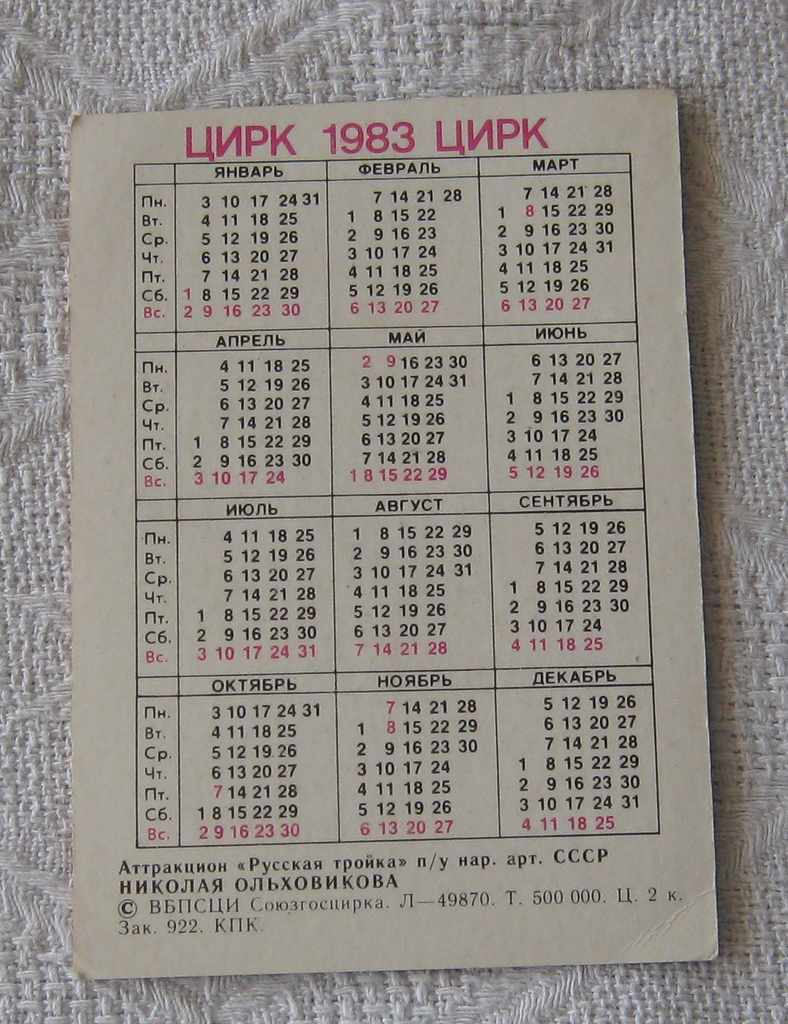 ЦИРК 1983 ЦИРК
ЯНВАРЬ ФЕВРАЛЬ МАРТ
Пн. 3 10 17 24 31 7 14 21 28 7 14 21 28
Вт. 4 11 18 25 1 8 15 22 1 8 15 22 29
Ср. 5 12 19 26 2 9 16 23 2 9 16 23 30
Чт. 6 13 20 27 3 10 17 24 3 10 17 24 31
Пт. 7 14 21 28 4 11 18 25 4 11 18 25
Сб. 1 8 15 22 29 5 12 19 26 5 12 19 26
Вс. 2 9 16 23 30 6 13 20 27 6 13 20 27
АПРЕЛЬ МАЙ ИЮНЬ
Пн. 4 11 18 25 2 9 16 23 30 6 13 20 27
Вт. 5 12 19 26 3 10 17 24 31 7 14 21 28
Ср. 6 13 20 27 4 11 18 25 1 8 15 22 29
Чт. 7 14 21 28 5 12 19 26 2 9 16 23 30
Пт. 1 8 15 22 29 6 13 20 27 3 10 17 24
Сб. 2 9 16 23 30 7 14 21 28 4 11 18 25
Вс. 3 10 17 24 1 8 15 22 29 5 12 19 26
ИЮЛЬ АВГУСТ СЕНТЯБРЬ
Пн. 4 11 18 25 1 8 15 22 29 5 12 19 26
Вт. 5 12 19 26 2 9 16 23 30 6 13 20 27
Ср. 6 13 20 27 3 10 17 24 31 7 14 21 28
Чт. 7 14 21 28 4 11 18 25 1 8 15 22 29
Пт. 1 8 15 22 29 5 12 19 26 2 9 16 23 30
Сб. 2 9 16 23 30 6 13 20 27 3 10 17 24
Вс. 3 10 17 24 31 7 14 21 28 4 11 18 25
ОКТЯБРЬ НОЯБРЬ ДЕКАБРЬ
Пн. 3 10 17 24 31 7 14 21 28 5 12 19 26
Вт. 4 11 18 25 1 8 15 22 29 6 13 20 27
Ср. 5 12 19 26 2 9 16 23 30 7 14 21 28
Чт. 6 13 20 27 3 10 17 24 1 8 15 22 29
Пт. 7 14 21 28 4 11 18 25 2 9 16 23 30
Сб. 1 8 15 22 29 5 12 19 26 3 10 17 24 31
Вс. 2 9 16 23 30 6 13 20 27 4 11 18 25
Аттракцион «Русская тройка» п/у нар. арт. СССР
НИКОЛАЯ ОЛЬХОВИКОВА
© ВБПСЦИ Союзгосцирка. Л—49870. Т. 500 000. Ц. 2 к.
Зак. 922. КПК.